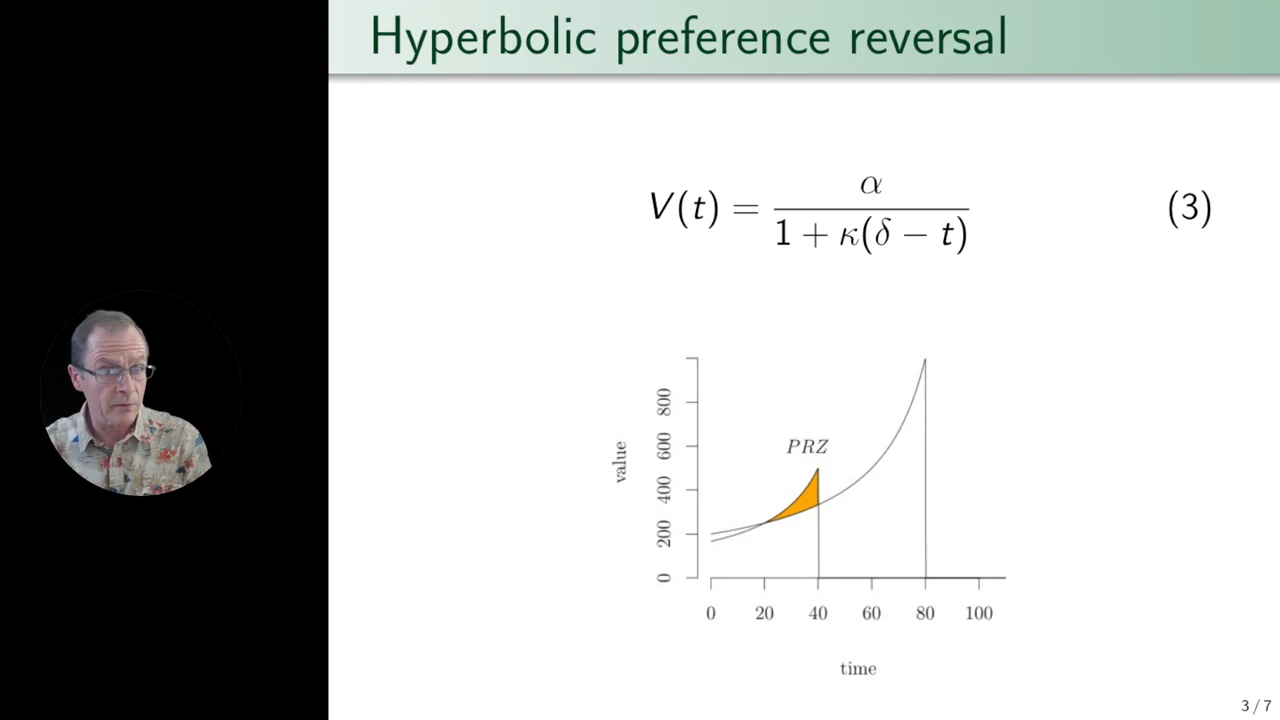 Hyperbolic preference reversal
V(t) = α / (1 + κ(δ − t)) (3)
PRZ
value
0 200 400 600 800
0 20 40 60 80 100
time
3 / 7